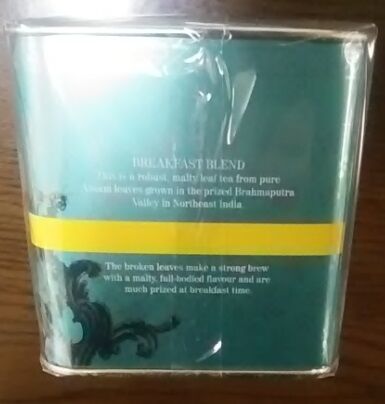 BREAKFAST BLEND
This is a robust, malty leaf tea from pure
Assam leaves grown in the prized Brahmaputra
Valley in Northeast India.
The broken leaves make a strong brew
with a malty, full-bodied flavour and are
much prized at breakfast time.